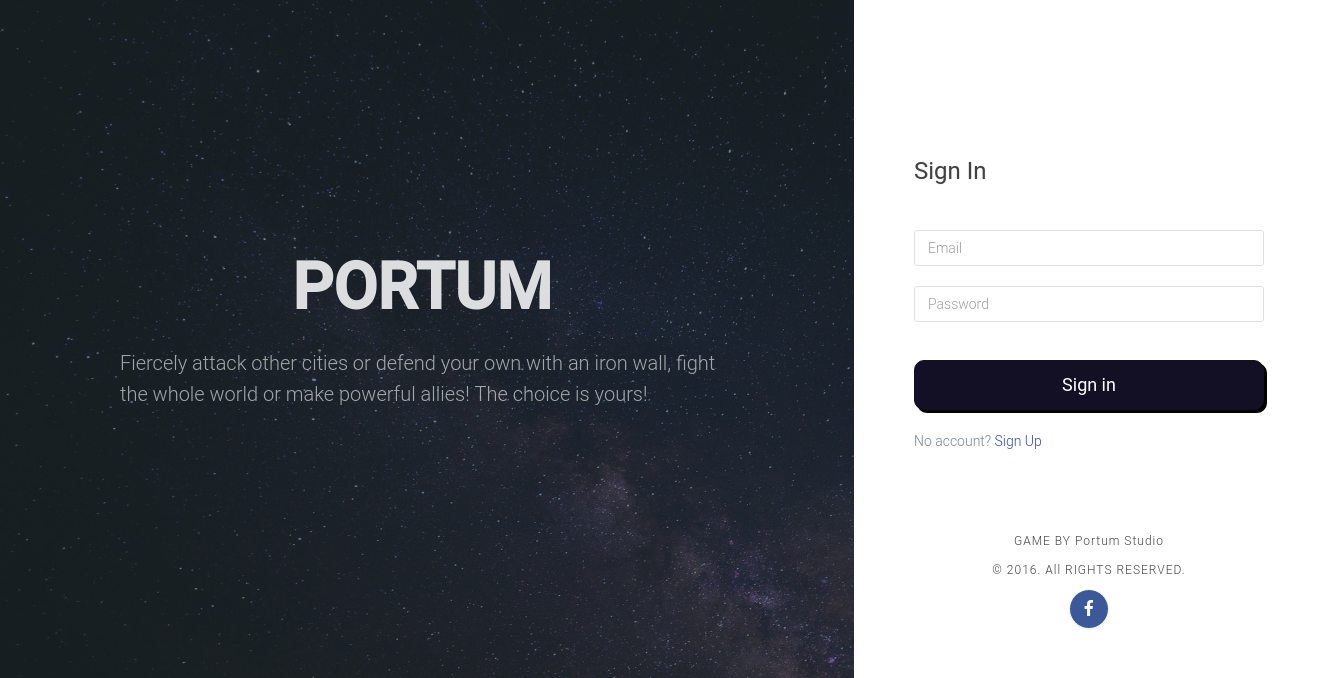 PORTUM
Fiercely attack other cities or defend your own with an iron wall, fight
the whole world or make powerful allies! The choice is yours!
Sign In
Email
Password
Sign in
No account? Sign Up
GAME BY Portum Studio
© 2016. All RIGHTS RESERVED.